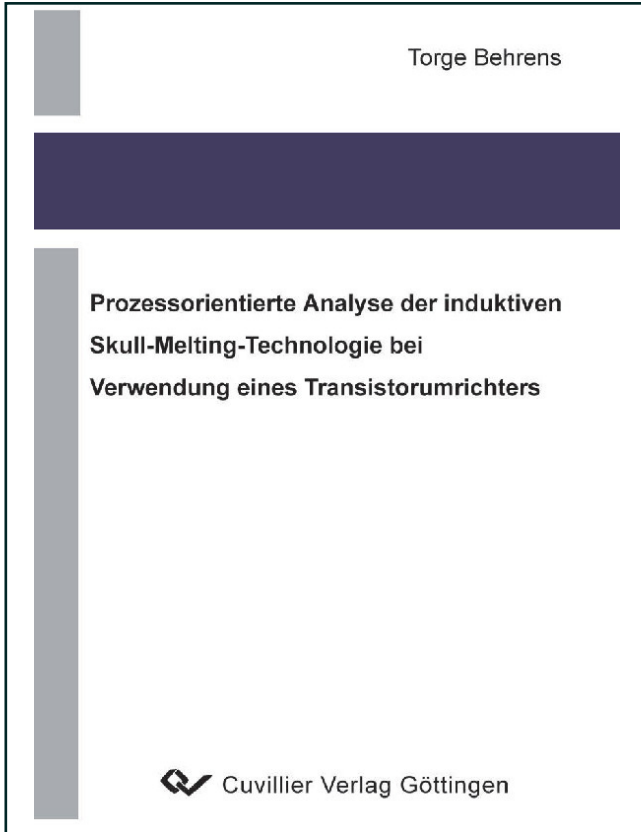 Torge Behrens
Prozessorientierte Analyse der induktiven
Skull-Melting-Technologie bei
Verwendung eines Transistorumrichters
Cuvillier Verlag Göttingen